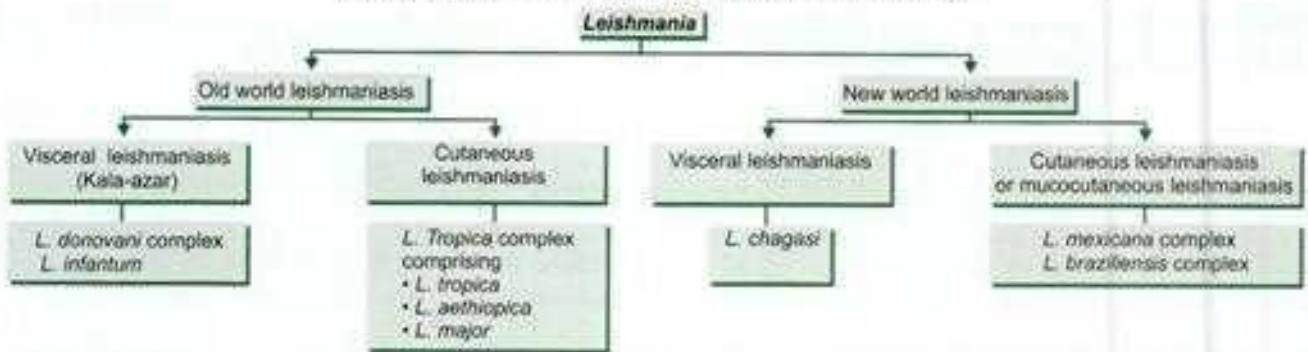 Leishmania
Old world leishmaniasis
New world leishmaniasis
Visceral leishmaniasis
(Kala-azar)
Cutaneous
leishmaniasis
Visceral leishmaniasis
Cutaneous leishmaniasis
or mucocutaneous leishmaniasis
L. donovani complex
L. infantum
L. Tropica complex
comprising
• L. tropica
• L. aethiopica
• L. major
L. chagasi
L. mexicana complex
L. braziliensis complex